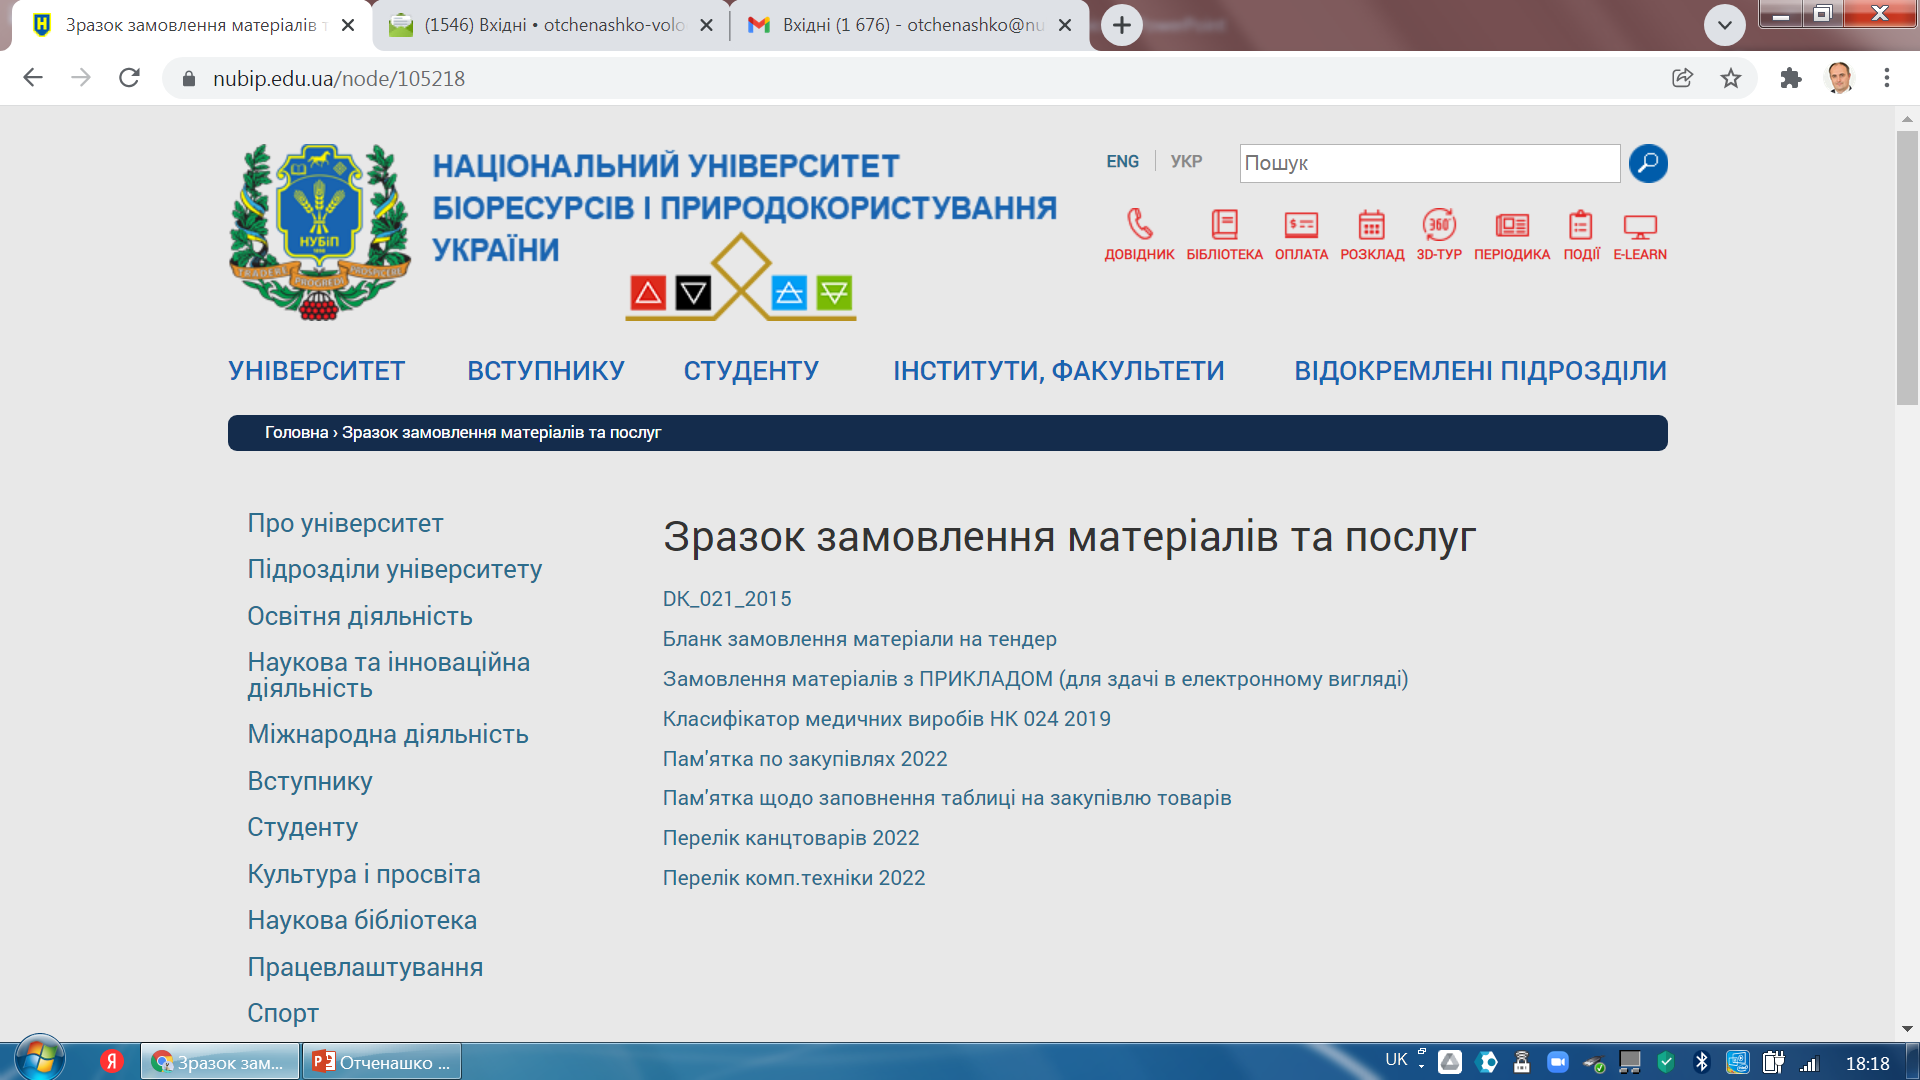 Зразок замовлення матеріалів т
(1546) Вхідні • otchenashko-volo
Вхідні (1 676) - otchenashko@nu
nubip.edu.ua/node/105218
НАЦІОНАЛЬНИЙ УНІВЕРСИТЕТ
БІОРЕСУРСІВ І ПРИРОДОКОРИСТУВАННЯ
УКРАЇНИ
НУБІП
PROGREDI
ENG УКР
Пошук
360°
ДОВІДНИК БІБЛІОТЕКА ОПЛАТА РОЗКЛАД 3D-ТУР ПЕРІОДИКА ПОДІЇ E-LEARN
УНІВЕРСИТЕТ ВСТУПНИКУ СТУДЕНТУ ІНСТИТУТИ, ФАКУЛЬТЕТИ ВІДОКРЕМЛЕНІ ПІДРОЗДІЛИ
Головна › Зразок замовлення матеріалів та послуг
Про університет
Підрозділи університету
Освітня діяльність
Наукова та інноваційна
діяльність
Міжнародна діяльність
Вступнику
Студенту
Культура і просвіта
Наукова бібліотека
Працевлаштування
Спорт
Зразок замовлення матеріалів та послуг
DK_021_2015
Бланк замовлення матеріали на тендер
Замовлення матеріалів з ПРИКЛАДОМ (для здачі в електронному вигляді)
Класифікатор медичних виробів НК 024 2019
Пам'ятка по закупівлях 2022
Пам'ятка щодо заповнення таблиці на закупівлю товарів
Перелік канцтоварів 2022
Перелік комп.техніки 2022
Я
Зразок зам...
Отченашко ...
UK
18:18